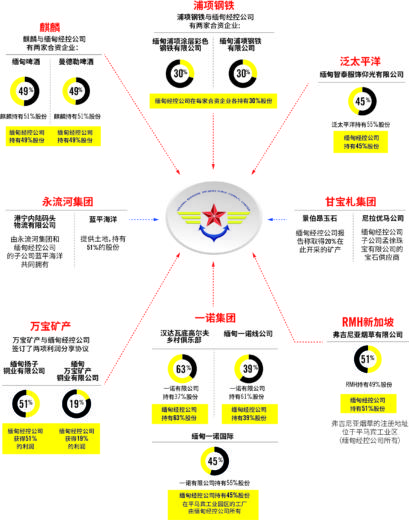 麒麟
麒麟与缅甸经控公司
有两家合资企业：
缅甸啤酒
曼德勒啤酒
49%
49%
麒麟持有51%股份
麒麟持有51%股份
缅甸经控公司
持有49%股份
缅甸经控公司
持有49%股份
浦项钢铁
浦项钢铁与缅甸经控公司
有两家合资企业：
缅甸浦项涂层彩色
钢铁有限公司
缅甸浦项钢铁
有限公司
30%
30%
缅甸经控公司在每家合资企业各持有30%股份
泛太平洋
缅甸智泰服饰仰光有限公司
45%
泛太平洋持有55%股份
缅甸经控公司
持有45%股份
永流河集团
港宁内陆码头
物流有限公司
蓝平海洋
由永流河集团和
缅甸经控公司
的子公司蓝平海洋
共同拥有
提供土地，持有
51%的股份
甘宝礼集团
景伯昂玉石
尼拉优马公司
缅甸经控公司报
告称取得20%在
此开采的矿产
缅甸经控公司
子公司孟徐珠
宝有限公司的
宝石供应商
万宝矿产
万宝矿产与缅甸经控公司
签订了两项利润分享协议
缅甸扬子
铜业有限公司
缅甸
万宝矿产
铜业有限公司
51%
19%
缅甸经控公司
获得51%
的利润
缅甸经控公司
获得19%
的利润
一诺集团
汉达瓦底高尔夫
乡村俱乐部
缅甸一诺线公司
63%
39%
一诺有限公司
持有37%股份
一诺有限公司
持有61%股份
缅甸经控公司
持有63%股份
缅甸经控公司
持有39%股份
缅甸一诺国际
45%
一诺有限公司持有55%股份
缅甸经控公司持有45%股份
在平马宾工业园区的工厂
由缅甸经控公司所有
RMH新加坡
弗吉尼亚烟草有限公司
51%
RMH持有49%股份
缅甸经控公司
持有51%股份
弗吉尼亚烟草的注册地址
位于平马宾工业区
(缅甸经控公司所有)